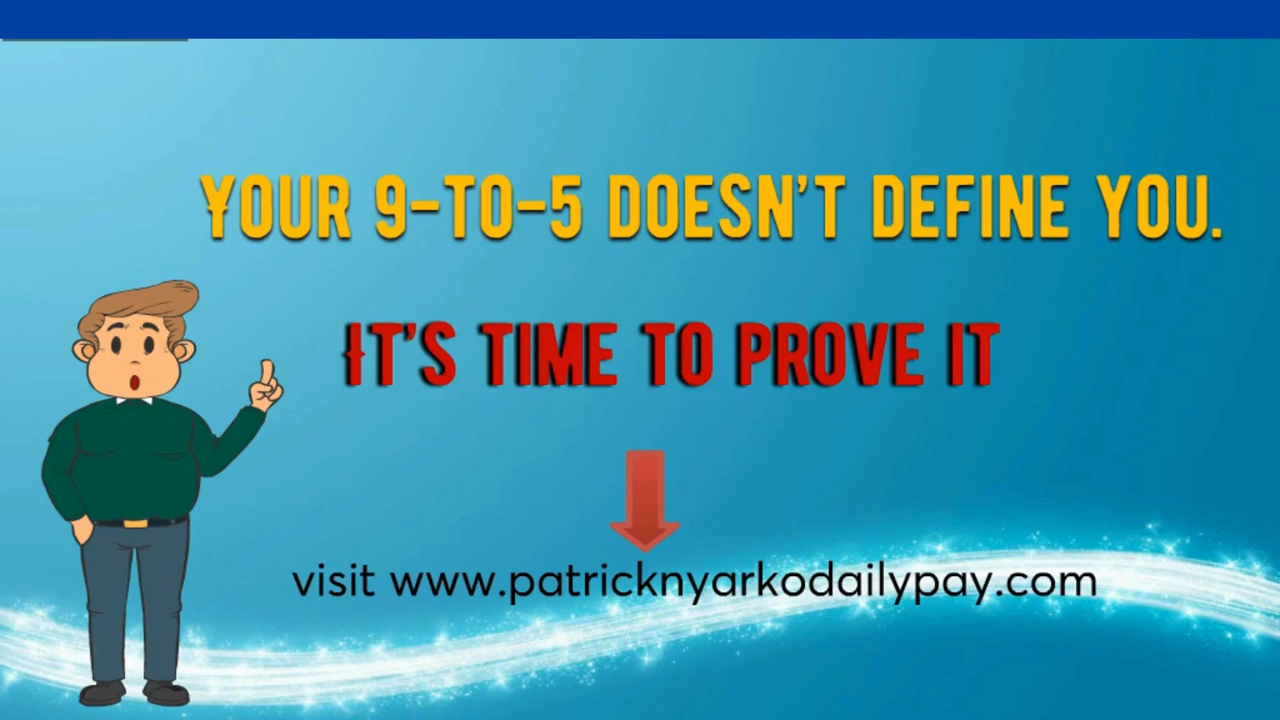 YOUR 9-TO-5 DOESN'T DEFINE YOU.
IT'S TIME TO PROVE IT
visit www.patricknyarkodailypay.com